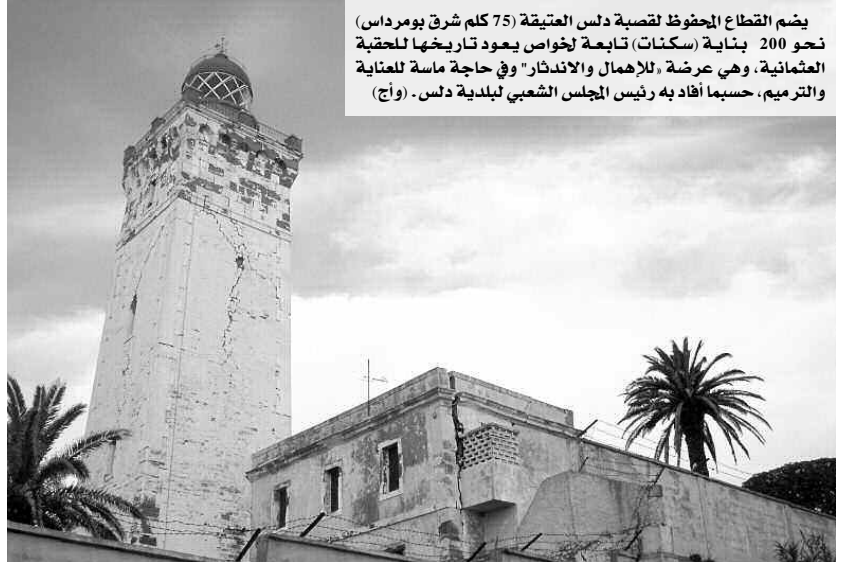 يضم القطاع المحفوظ لقصبة دلس العتيقة (75 كلم شرق بومرداس)
نحو 200 بناية (سكنات) تابعة لخواص يعود تاريخها للحقبة
العثمانية، وهي عرضة «للإهمال والاندثار" وفي حاجة ماسة للعناية
والترميم، حسبما أفاد به رئيس المجلس الشعبي لبلدية دلس. (وأج)